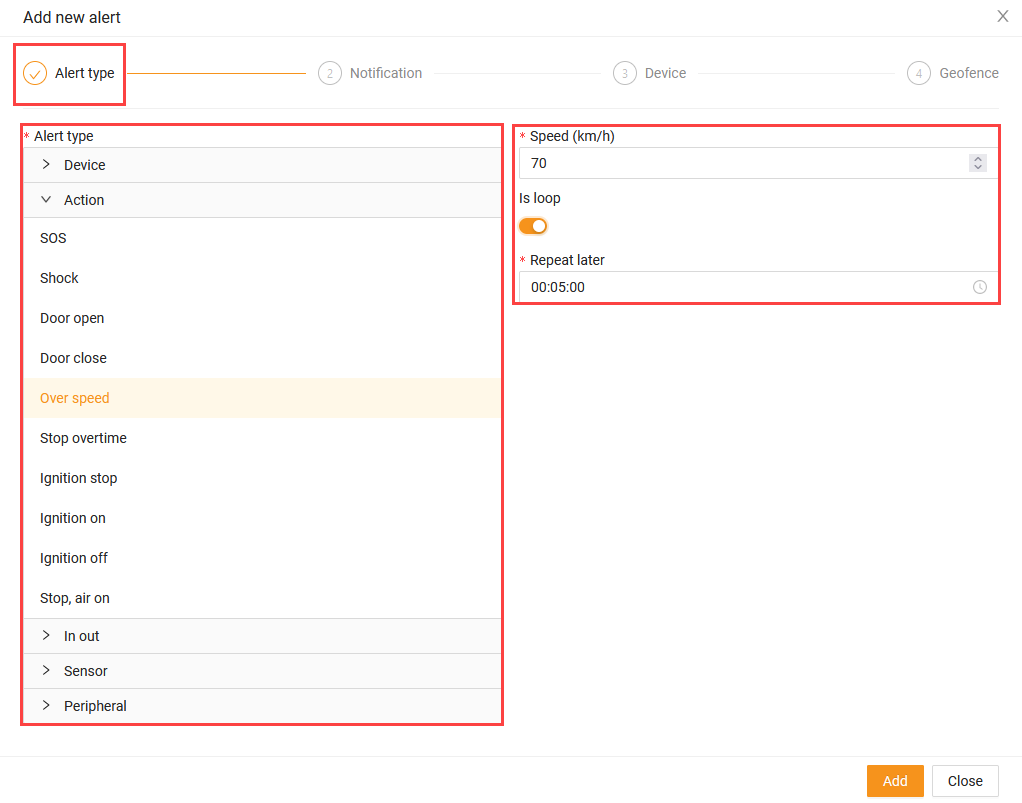 Add new alert
Alert type
2 Notification
3 Device
4 Geofence
* Alert type
Device
Action
SOS
Shock
Door open
Door close
Over speed
Stop overtime
Ignition stop
Ignition on
Ignition off
Stop, air on
In out
Sensor
Peripheral
* Speed (km/h)
70
Is loop
* Repeat later
00:05:00
Add
Close